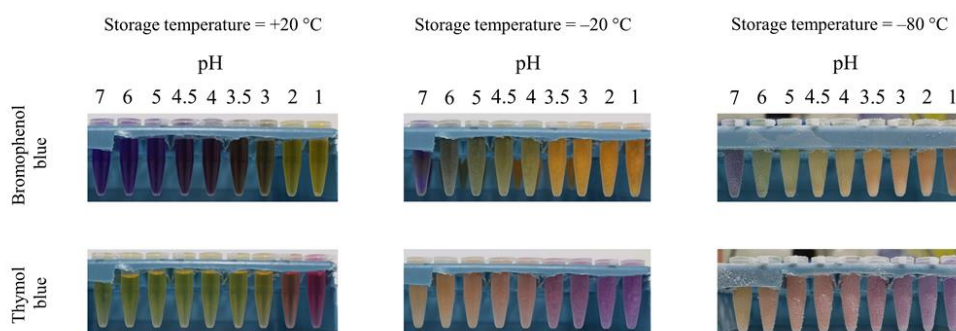 Storage temperature = +20 °C
Storage temperature = –20 °C
Storage temperature = –80 °C
pH
pH
pH
7 6 5 4.5 4 3.5 3 2 1
7 6 5 4.5 4 3.5 3 2 1
7 6 5 4.5 4 3.5 3 2 1
Bromophenol
blue
Thymol
blue